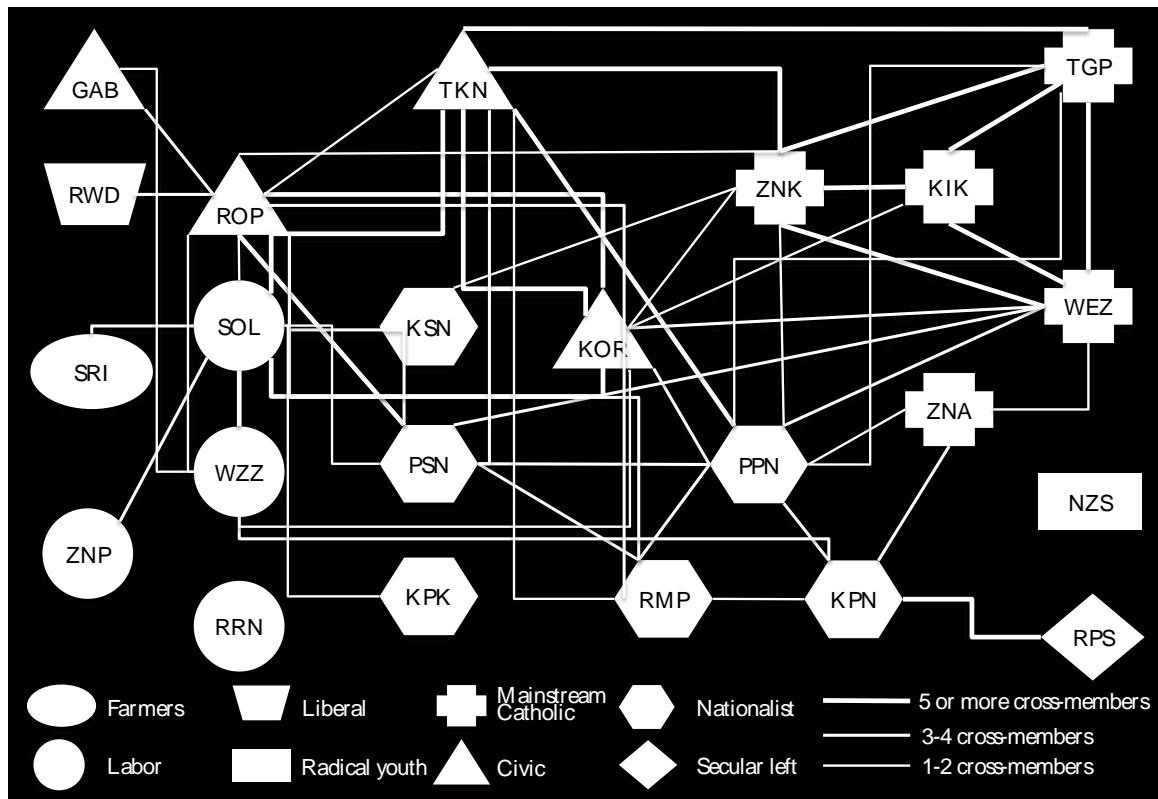 GAB
TKN
TGP
RWD
ROP
ZNK
KIK
SOL
KSN
KOR
WEZ
SRI
ZNA
WZZ
PSN
PPN
NZS
ZNP
KPK
RMP
KPN
RRN
RPS
Farmers
Liberal
Mainstream
Catholic
Nationalist
5 or more cross-members
3-4 cross-members
Labor
Radical youth
Civic
Secular left
1-2 cross-members